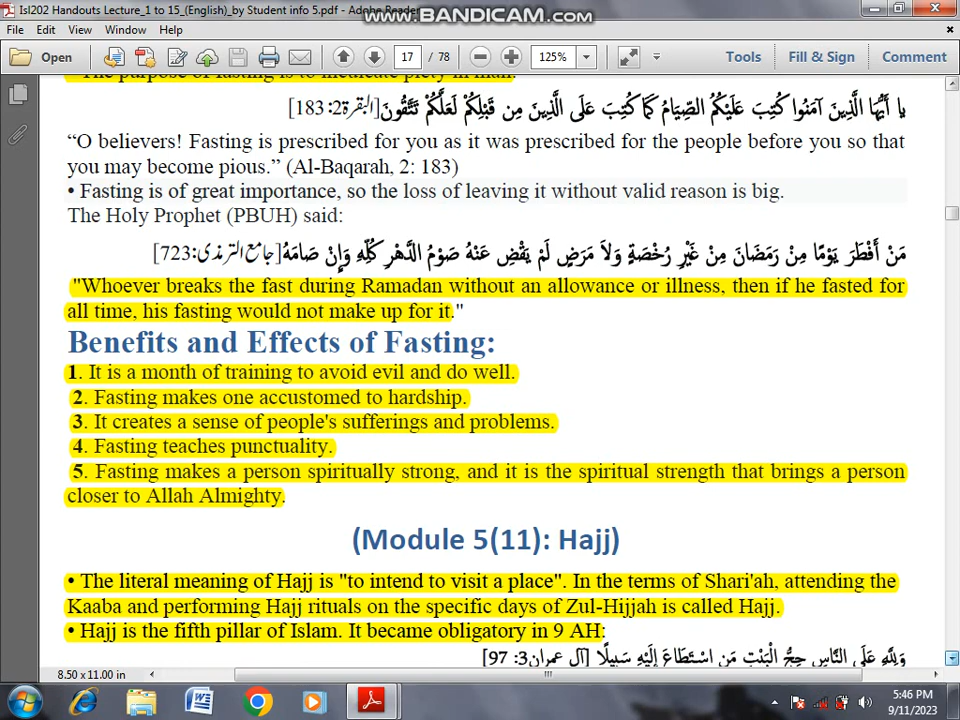 Isl202 Handouts Lecture_1 to 15_(English)_by Student info 5.pdf - Adobe Reader
www.BANDICAM.com
File Edit View Window Help
Open 17 / 78 125% Tools Fill & Sign Comment
The purpose of fasting is to inculcate piety in man.
يا أَيُّهَا الَّذِينَ آمَنُوا كُتِبَ عَلَيْكُمُ الصِّيَامُ كَمَا كُتِبَ عَلَى الَّذِينَ مِن قَبْلِكُمْ لَعَلَّكُمْ تَتَّقُونَ[البقرة2: 183]
“O believers! Fasting is prescribed for you as it was prescribed for the people before you so that
you may become pious.” (Al-Baqarah, 2: 183)
• Fasting is of great importance, so the loss of leaving it without valid reason is big.
The Holy Prophet (PBUH) said:
مَنْ أَفْطَرَ يَوْمًا مِنْ رَمَضَانَ مِنْ غَيْرِ رُخْصَةٍ وَلاَ مَرَضٍ لَمْ يَقْضِ عَنْهُ صَوْمُ الدَّهْرِ كُلِّهِ وَإِنْ صَامَهُ[جامع الترمذی: 723]
"Whoever breaks the fast during Ramadan without an allowance or illness, then if he fasted for
all time, his fasting would not make up for it."
Benefits and Effects of Fasting:
1. It is a month of training to avoid evil and do well.
2. Fasting makes one accustomed to hardship.
3. It creates a sense of people's sufferings and problems.
4. Fasting teaches punctuality.
5. Fasting makes a person spiritually strong, and it is the spiritual strength that brings a person
closer to Allah Almighty.
(Module 5(11): Hajj)
• The literal meaning of Hajj is "to intend to visit a place". In the terms of Shari'ah, attending the
Kaaba and performing Hajj rituals on the specific days of Zul-Hijjah is called Hajj.
• Hajj is the fifth pillar of Islam. It became obligatory in 9 AH:
وَلِلَّهِ عَلَى النَّاسِ حِجُّ الْبَيْتِ مَنِ اسْتَطَاعَ إِلَيْهِ سَبِيلًا [آل عمران3: 97]
8.50 x 11.00 in
5:46 PM
9/11/2023